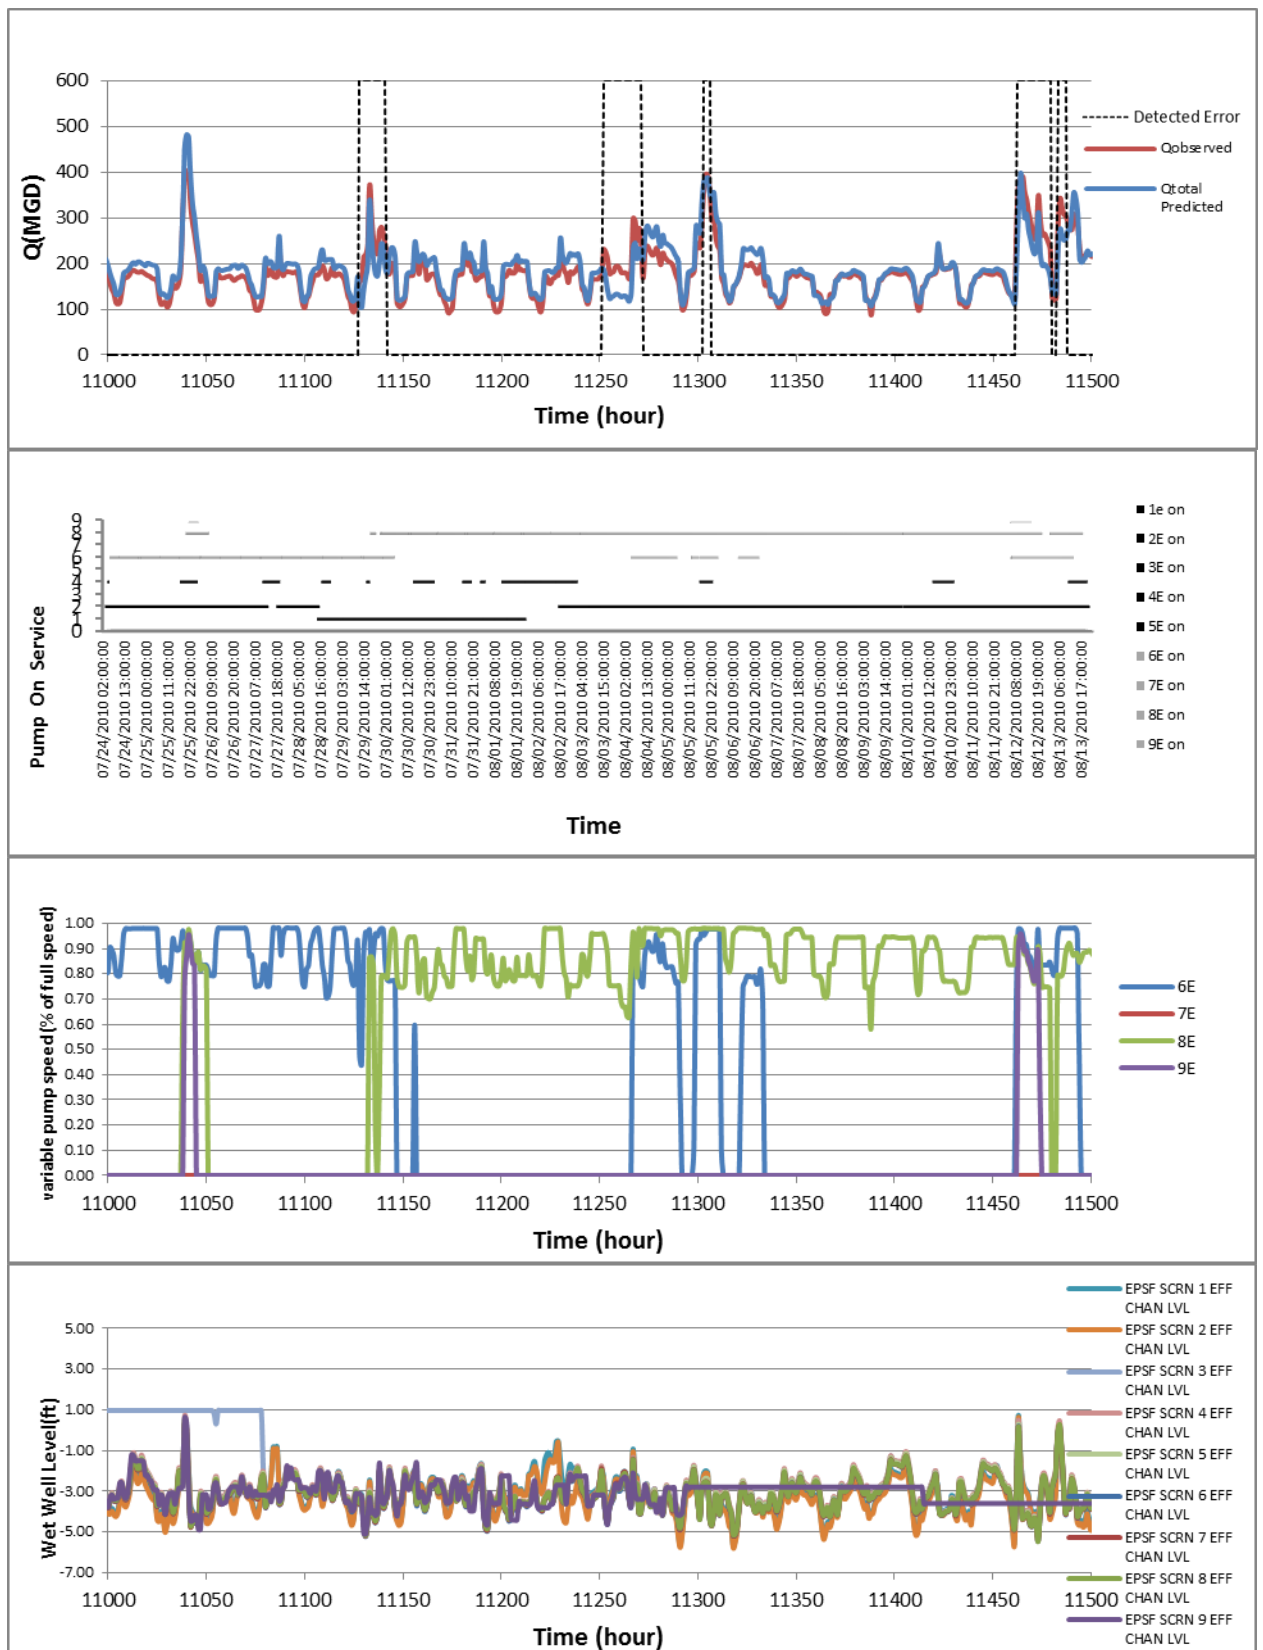 600
500
400
300
200
100
0
Q(MGD)
11000 11050 11100 11150 11200 11250 11300 11350 11400 11450 11500
Time (hour)
Detected Error
Qobserved
Qtotal
Predicted
9
8
7
6
5
4
3
2
1
0
Pump On Service
07/24/2010 02:00:00
07/24/2010 13:00:00
07/25/2010 00:00:00
07/25/2010 11:00:00
07/25/2010 22:00:00
07/26/2010 09:00:00
07/26/2010 20:00:00
07/27/2010 07:00:00
07/27/2010 18:00:00
07/28/2010 05:00:00
07/28/2010 16:00:00
07/29/2010 03:00:00
07/29/2010 14:00:00
07/30/2010 01:00:00
07/30/2010 12:00:00
07/30/2010 23:00:00
07/31/2010 10:00:00
07/31/2010 21:00:00
08/01/2010 08:00:00
08/01/2010 19:00:00
08/02/2010 06:00:00
08/02/2010 17:00:00
08/03/2010 04:00:00
08/03/2010 15:00:00
08/04/2010 02:00:00
08/04/2010 13:00:00
08/05/2010 00:00:00
08/05/2010 11:00:00
08/05/2010 22:00:00
08/06/2010 09:00:00
08/06/2010 20:00:00
08/07/2010 07:00:00
08/07/2010 18:00:00
08/08/2010 05:00:00
08/08/2010 16:00:00
08/09/2010 03:00:00
08/09/2010 14:00:00
08/10/2010 01:00:00
08/10/2010 12:00:00
08/10/2010 23:00:00
08/11/2010 10:00:00
08/11/2010 21:00:00
08/12/2010 08:00:00
08/12/2010 19:00:00
08/13/2010 06:00:00
08/13/2010 17:00:00
Time
1e on
2E on
3E on
4E on
5E on
6E on
7E on
8E on
9E on
variable pump speed (% of full speed)
1.00
0.90
0.80
0.70
0.60
0.50
0.40
0.30
0.20
0.10
0.00
11000 11050 11100 11150 11200 11250 11300 11350 11400 11450 11500
Time (hour)
6E
7E
8E
9E
Wet Well Level(ft)
5.00
3.00
1.00
-1.00
-3.00
-5.00
-7.00
11000 11050 11100 11150 11200 11250 11300 11350 11400 11450 11500
Time (hour)
EPSF SCRN 1 EFF
CHAN LVL
EPSF SCRN 2 EFF
CHAN LVL
EPSF SCRN 3 EFF
CHAN LVL
EPSF SCRN 4 EFF
CHAN LVL
EPSF SCRN 5 EFF
CHAN LVL
EPSF SCRN 6 EFF
CHAN LVL
EPSF SCRN 7 EFF
CHAN LVL
EPSF SCRN 8 EFF
CHAN LVL
EPSF SCRN 9 EFF
CHAN LVL